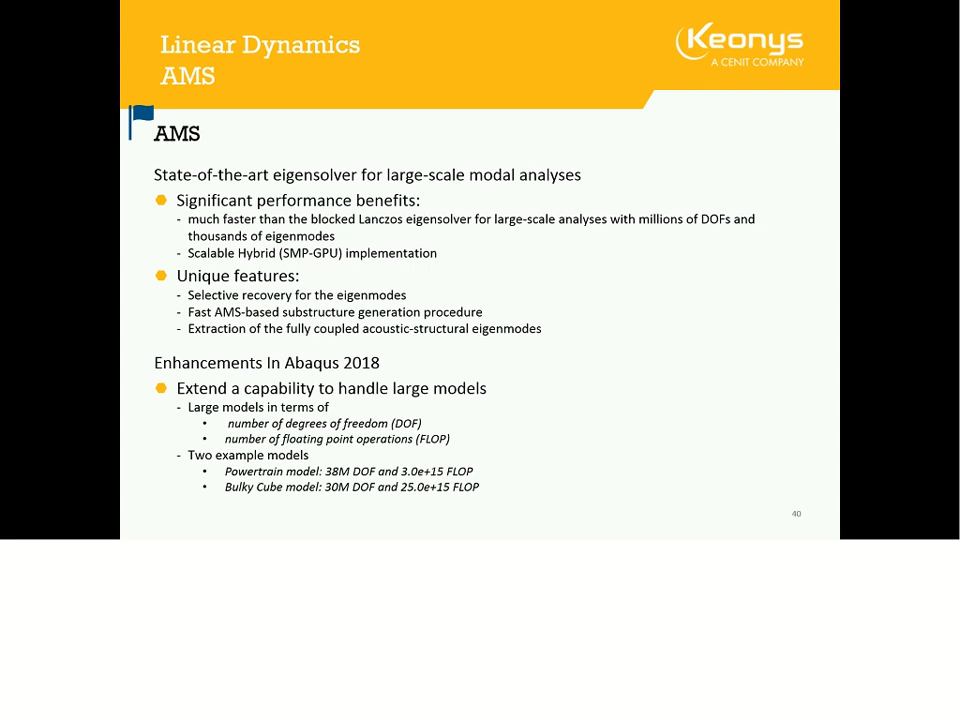 Linear Dynamics
AMS
Keonys
A CENIT COMPANY
AMS
State-of-the-art eigensolver for large-scale modal analyses
Significant performance benefits:
- much faster than the blocked Lanczos eigensolver for large-scale analyses with millions of DOFs and
thousands of eigenmodes
- Scalable Hybrid (SMP-GPU) implementation
Unique features:
- Selective recovery for the eigenmodes
- Fast AMS-based substructure generation procedure
- Extraction of the fully coupled acoustic-structural eigenmodes
Enhancements In Abaqus 2018
Extend a capability to handle large models
- Large models in terms of
• number of degrees of freedom (DOF)
• number of floating point operations (FLOP)
- Two example models
• Powertrain model: 38M DOF and 3.0e+15 FLOP
• Bulky Cube model: 30M DOF and 25.0e+15 FLOP
40